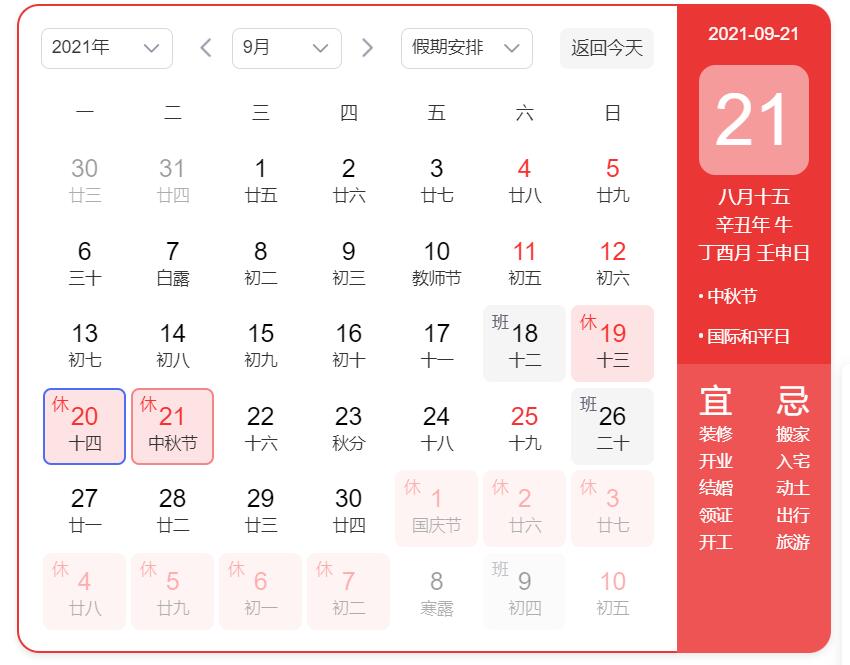 2021年 9月 假期安排 返回今天
一 二 三 四 五 六 日
30 31 1 2 3 4 5
廿三 廿四 廿五 廿六 廿七 廿八 廿九
6 7 8 9 10 11 12
三十 白露 初二 初三 教师节 初五 初六
13 14 15 16 17 班 18 休 19
初七 初八 初九 初十 十一 十二 十三
休 20 休 21 22 23 24 25 班 26
十四 中秋节 十六 秋分 十八 十九 二十
27 28 29 30 休 1 休 2 休 3
廿一 廿二 廿三 廿四 国庆节 廿六 廿七
休 4 休 5 休 6 休 7 8 班 9 10
廿八 廿九 初一 初二 寒露 初四 初五
2021-09-21
21
八月十五
辛丑年 牛
丁酉月 壬申日
• 中秋节
• 国际和平日
宜 忌
装修 搬家
开业 入宅
结婚 动土
领证 出行
开工 旅游